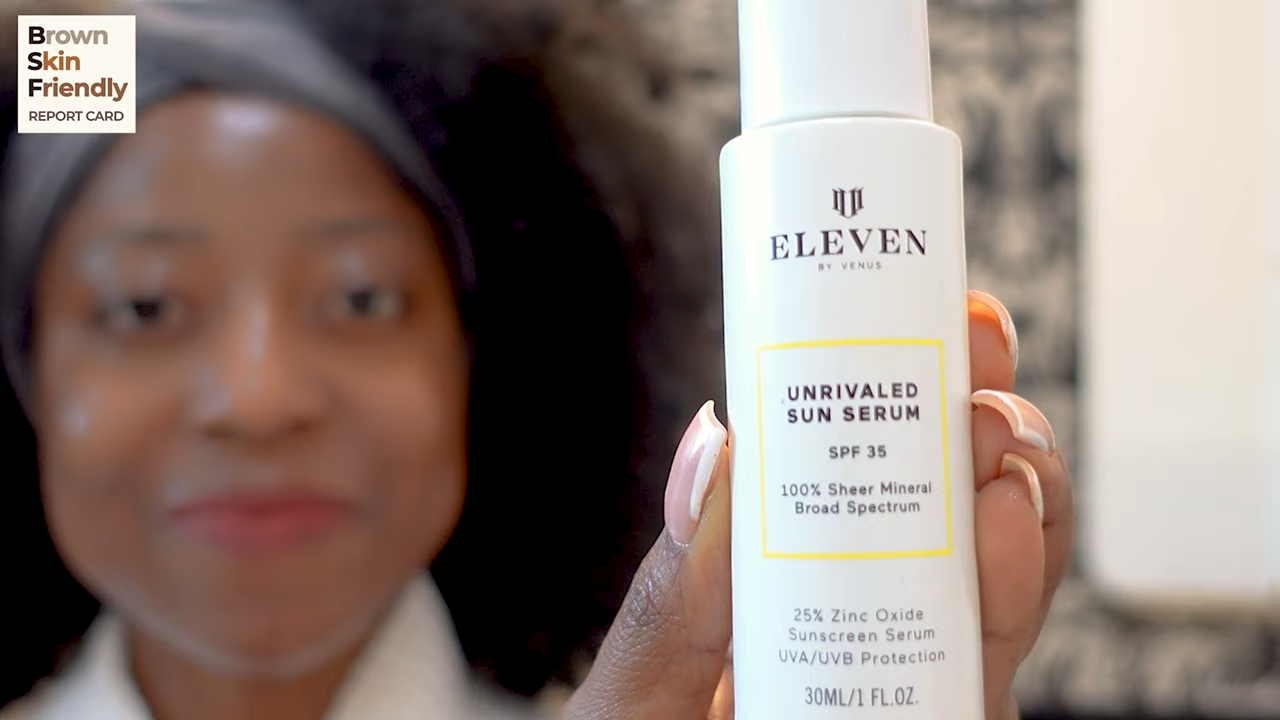 Brown
Skin
Friendly
REPORT CARD
ELEVEN
BY VENUS
UNRIVALED
SUN SERUM
SPF 35
100% Sheer Mineral
Broad Spectrum
25% Zinc Oxide
Sunscreen Serum
UVA/UVB Protection
30ML/1 FL.OZ.